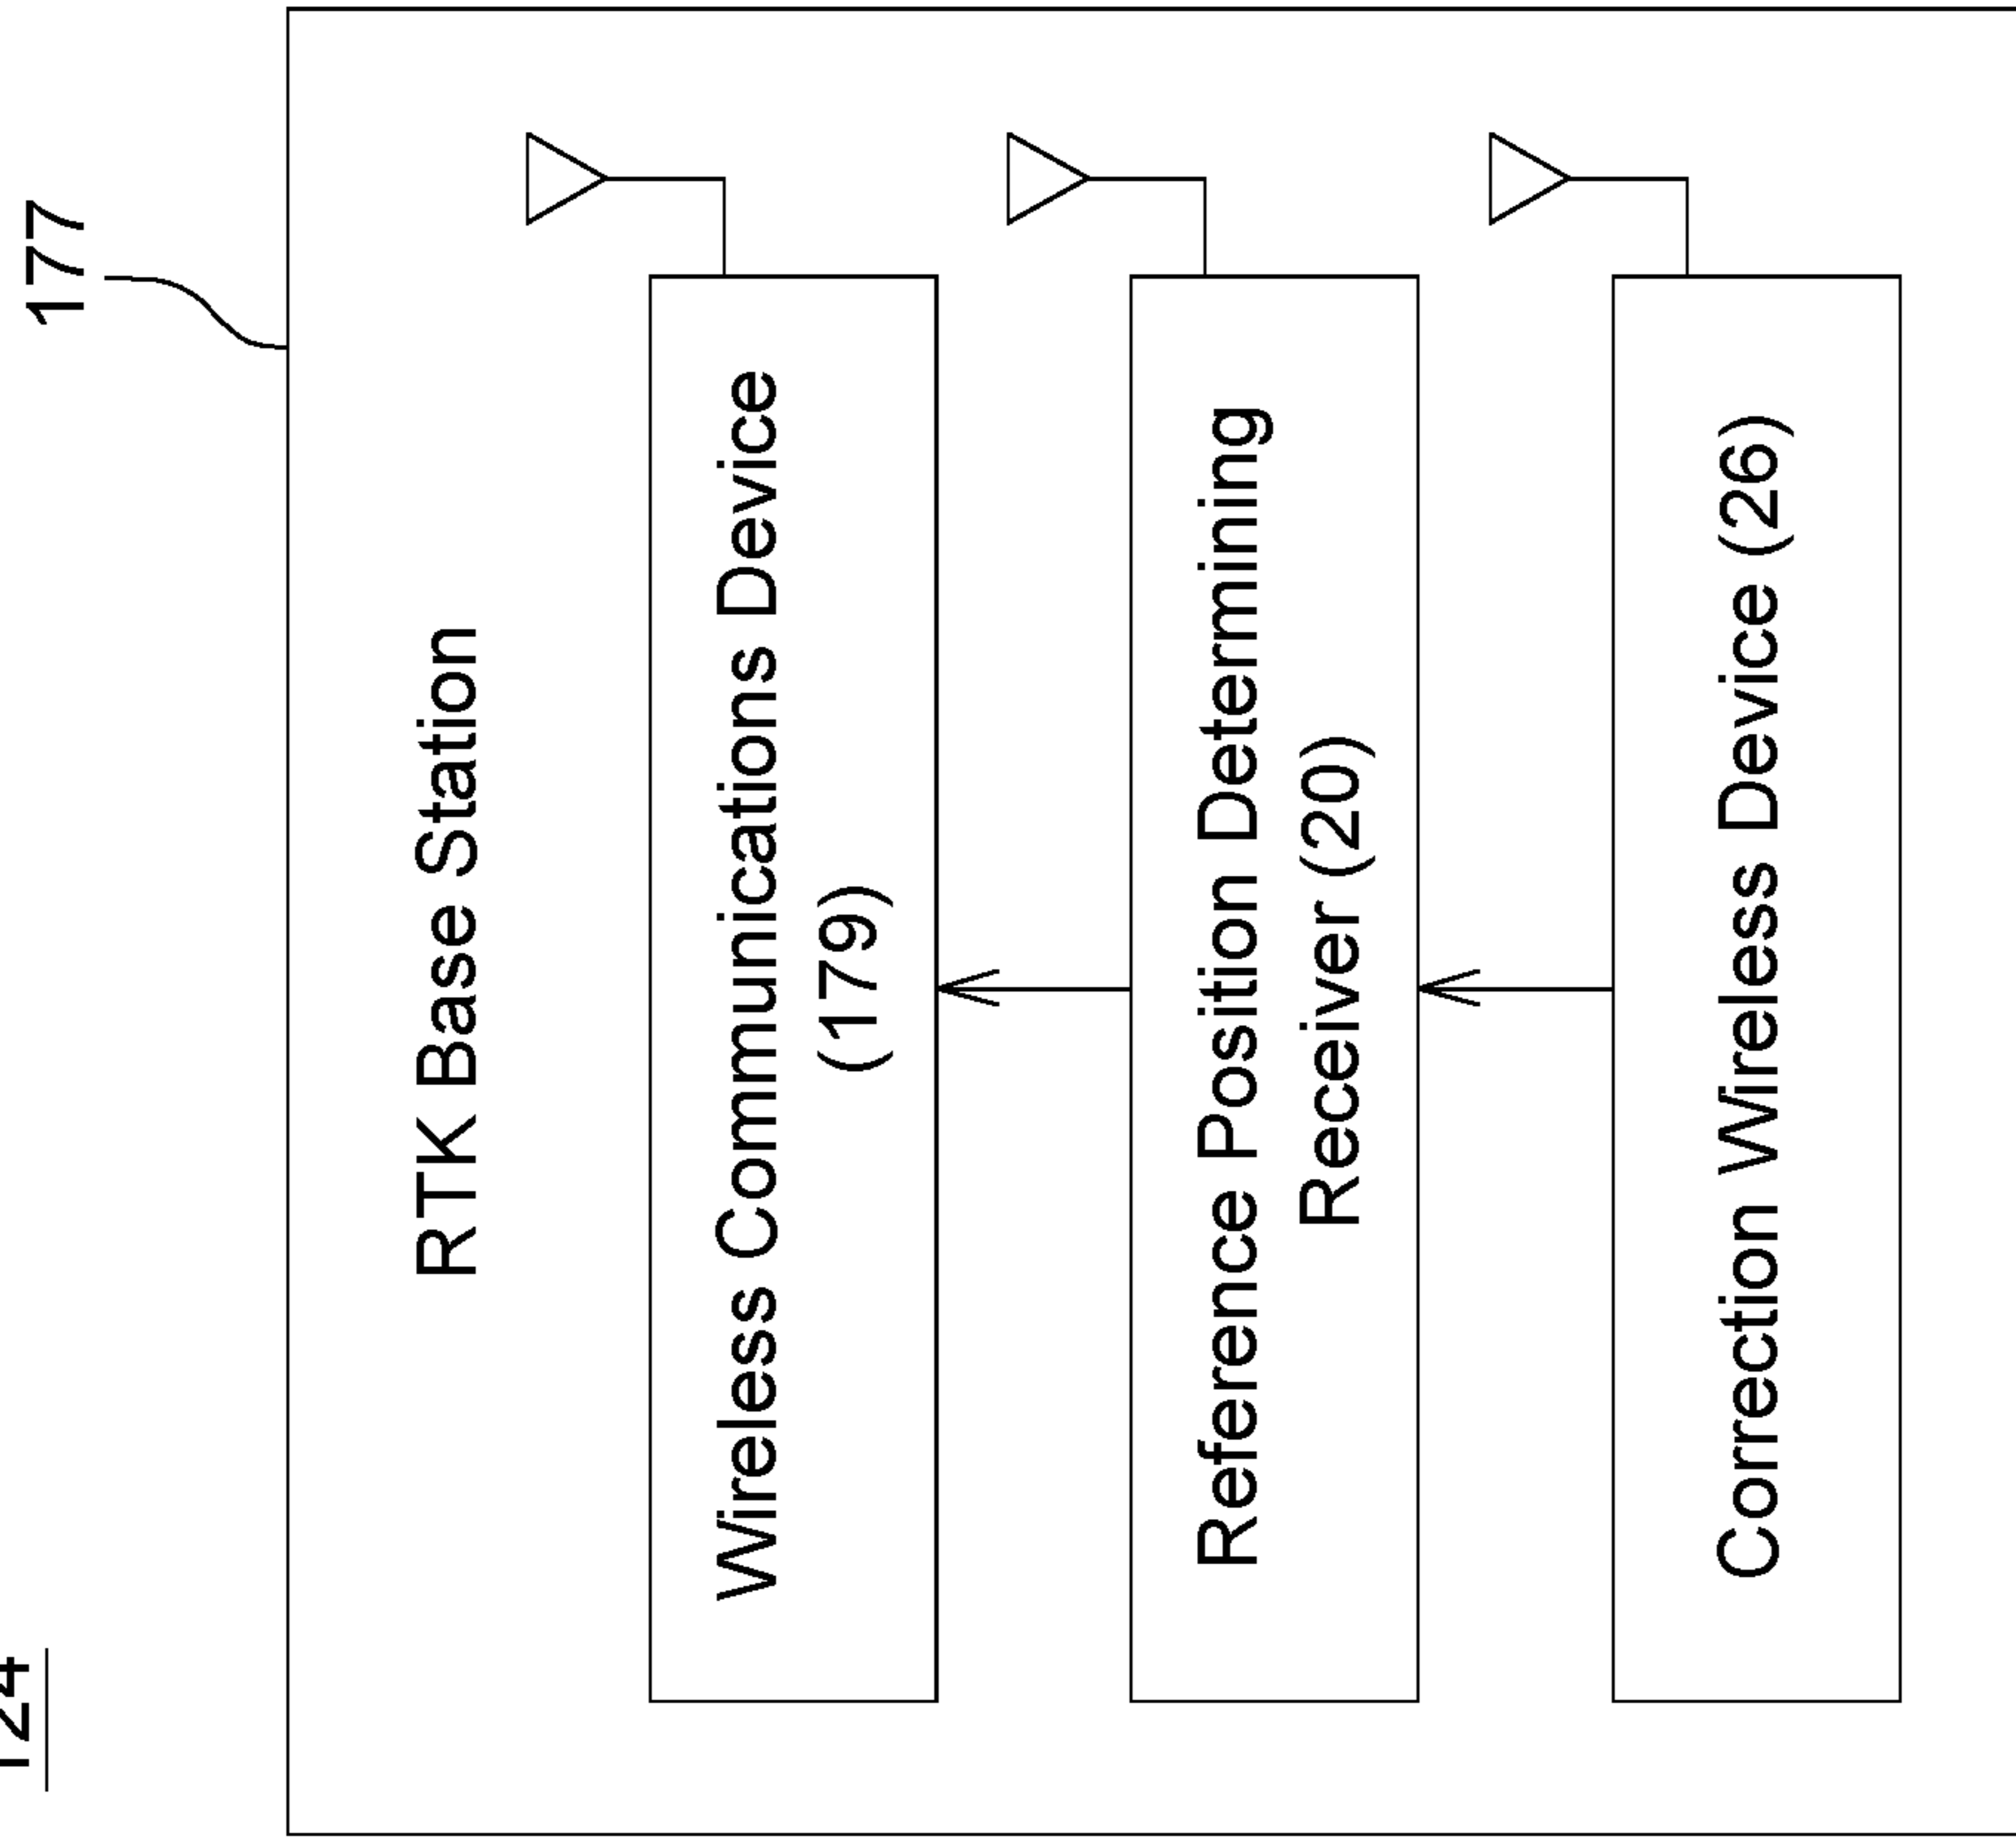 124
177
RTK Base Station
Wireless Communications Device
(179)
Reference Position Determining
Receiver (20)
Correction Wireless Device (26)